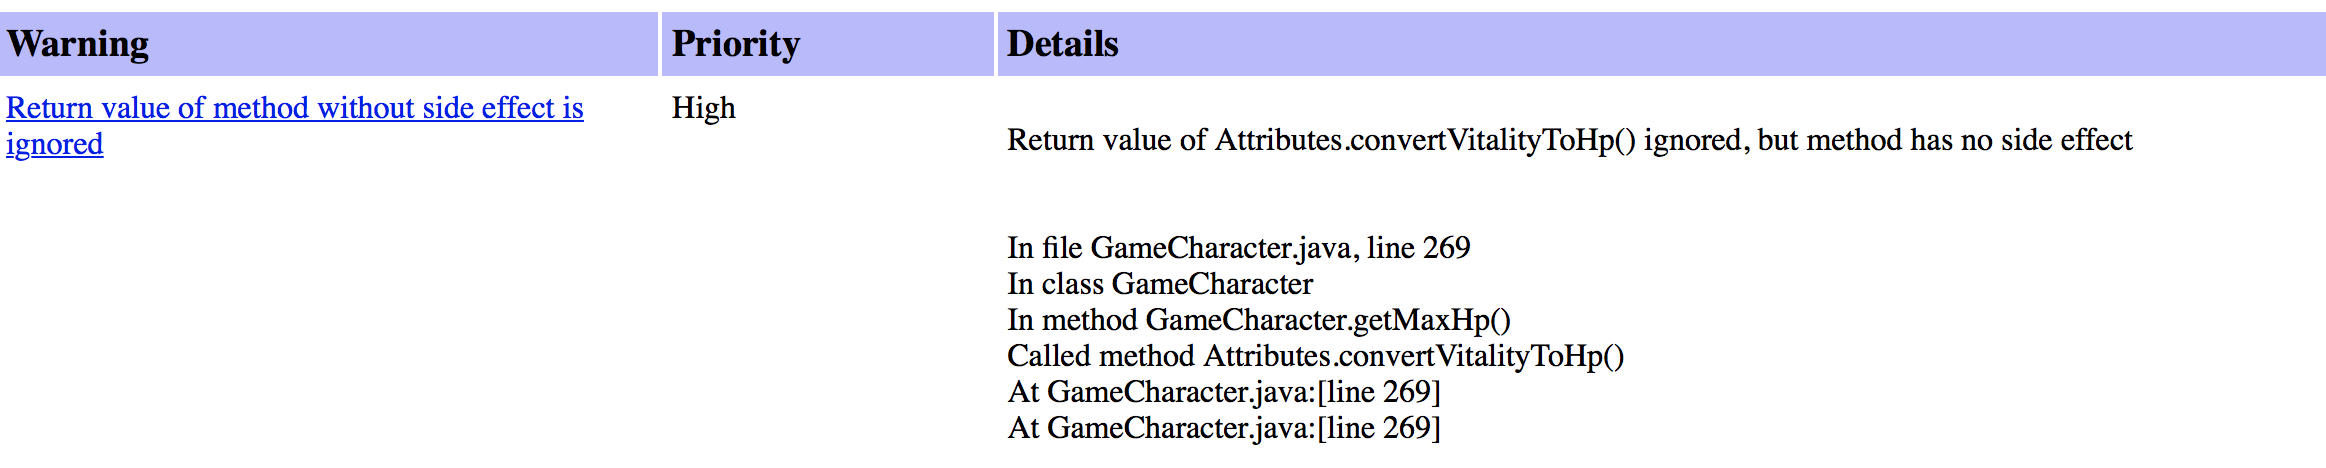 Warning
Priority
Details
Return value of method without side effect is
ignored
High
Return value of Attributes.convertVitalityToHp() ignored, but method has no side effect
In file GameCharacter.java, line 269
In class GameCharacter
In method GameCharacter.getMaxHp()
Called method Attributes.convertVitalityToHp()
At GameCharacter.java:[line 269]
At GameCharacter.java:[line 269]